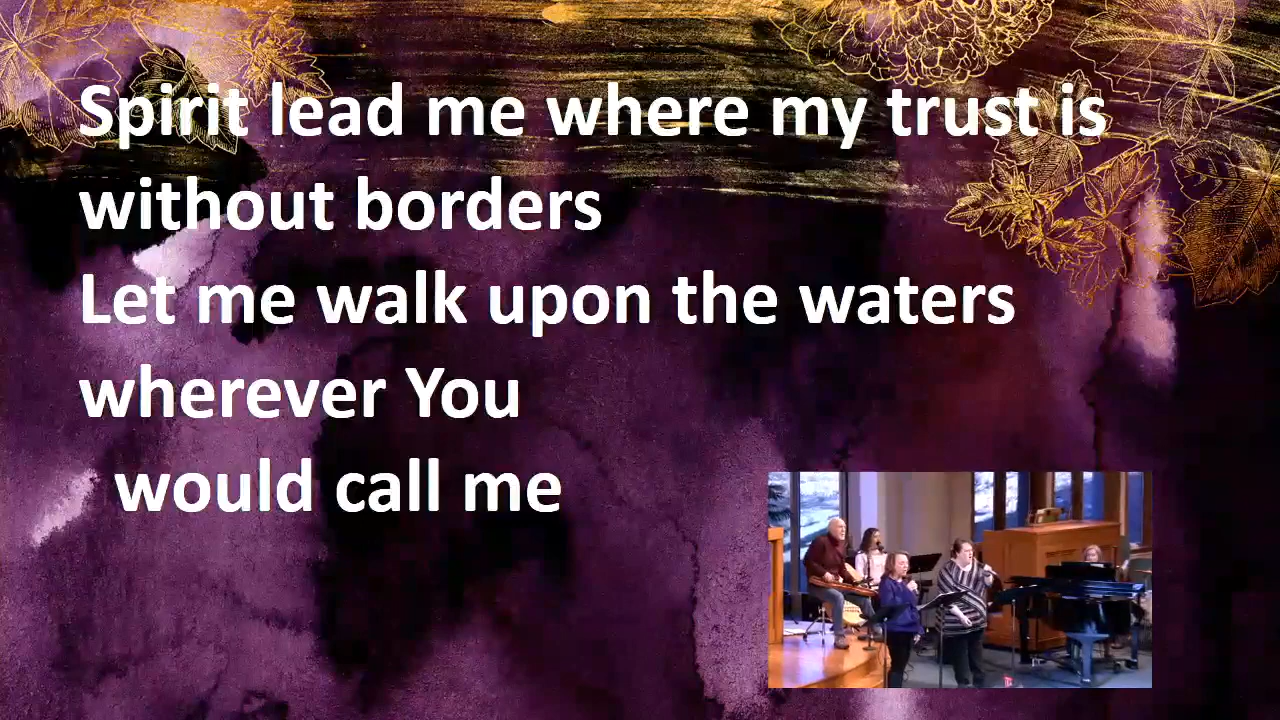 Spirit lead me where my trust is
without borders
Let me walk upon the waters
wherever You
would call me